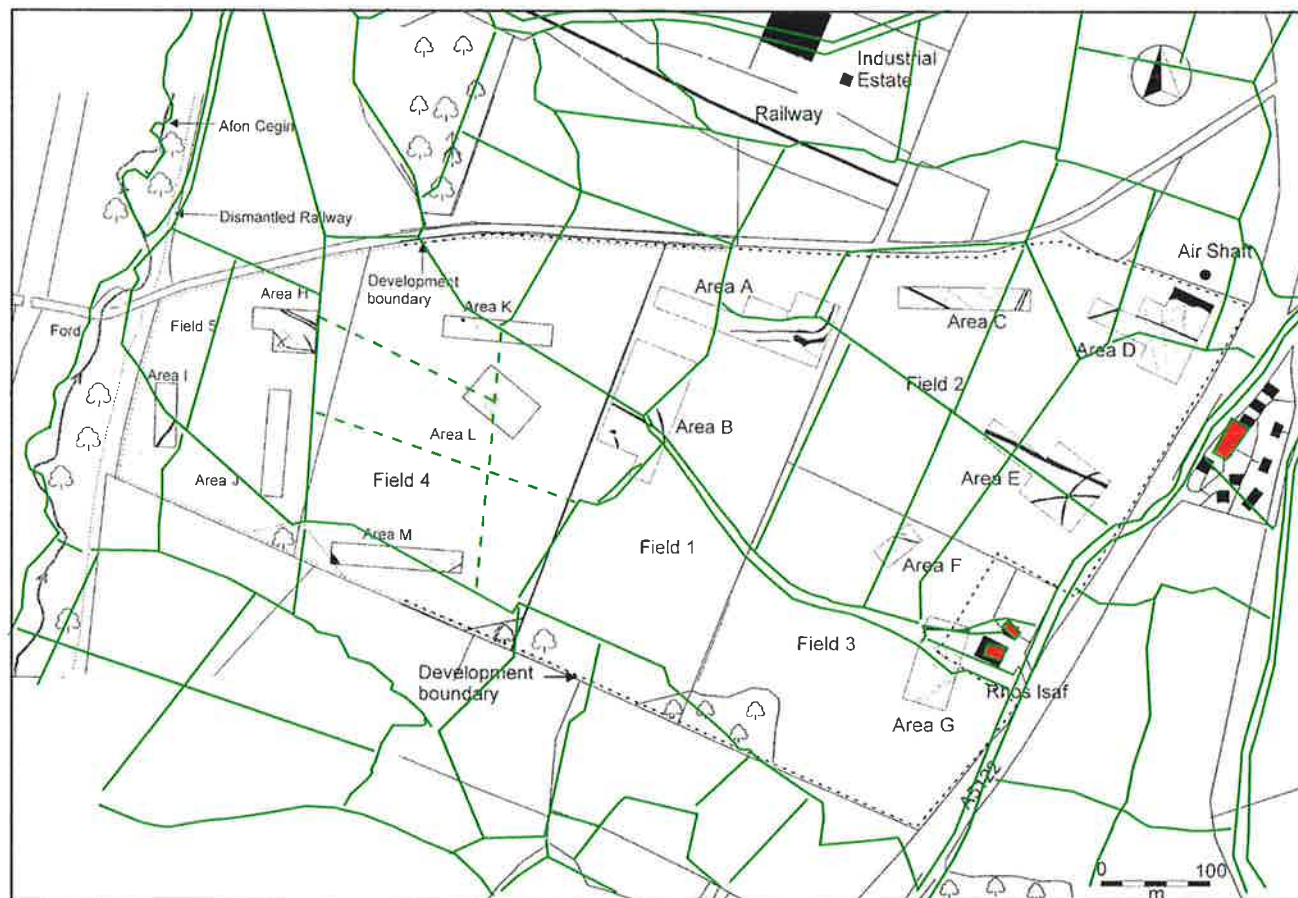 Industrial
Estate
Railway
Afon Cegin
Dismantled Railway
Air Shaft
Development
boundary
Area H
Area K
Area A
Area C
Field 5
Ford
Area D
Area I
Field 2
Area L
Area B
Area J
Field 4
Area E
Area M
Field 1
Area F
Field 3
Rhos Isaf
Development
boundary
Area G
A5122
0 100
m